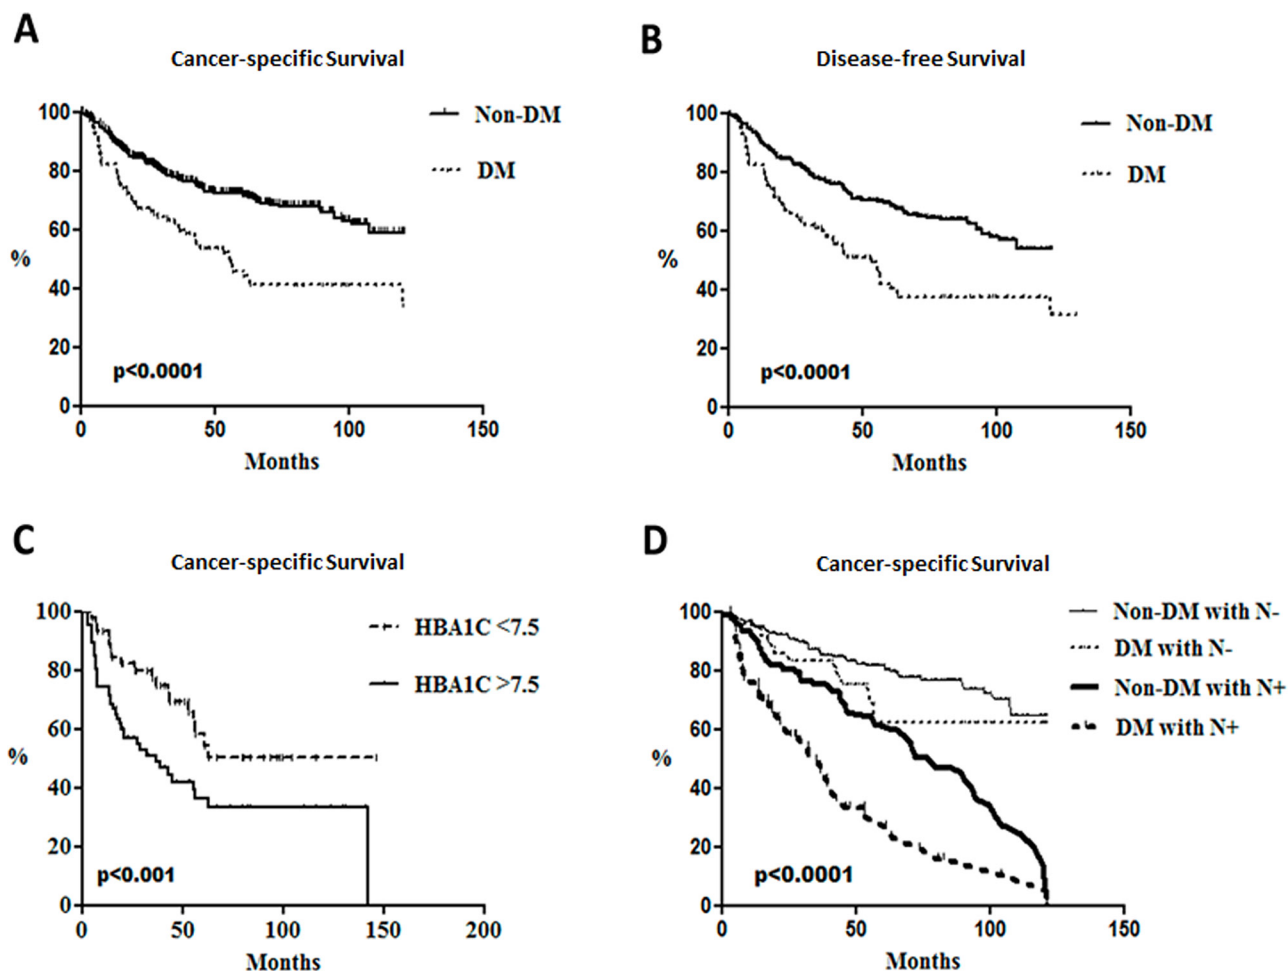 A
Cancer-specific Survival
100
80
60
%
40
20
0
0
50
100
150
Months
Non-DM
DM
p<0.0001
B
Disease-free Survival
100
80
60
%
40
20
0
0
50
100
150
Months
Non-DM
DM
p<0.0001
C
Cancer-specific Survival
100
80
60
%
40
20
0
0
50
100
150
200
Months
HBA1C <7.5
HBA1C >7.5
p<0.001
D
Cancer-specific Survival
100
80
60
%
40
20
0
0
50
100
150
Months
Non-DM with N-
DM with N-
Non-DM with N+
DM with N+
p<0.0001